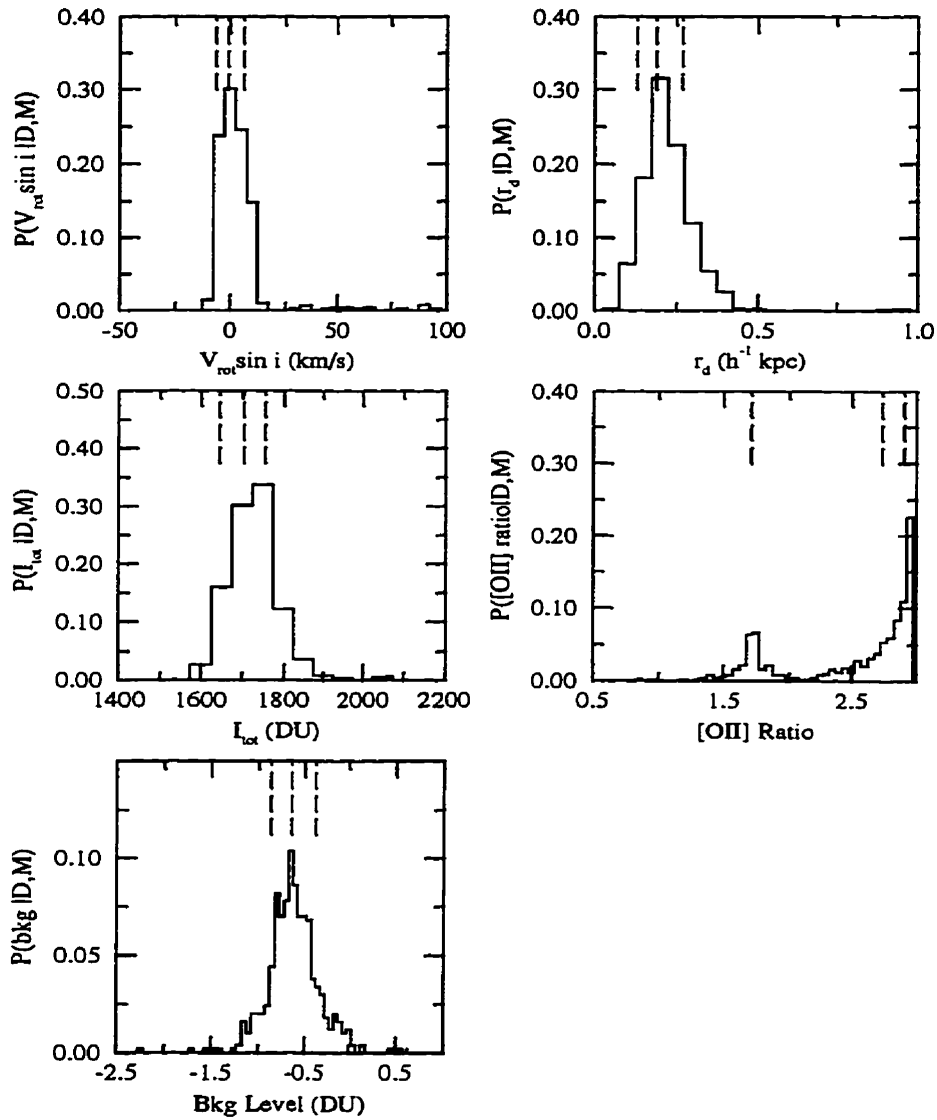 0.40
0.30
0.20
0.10
0.00
P(V_rot sin i |D,M)
-50 0 50 100
V_rot sin i (km/s)
0.40
0.30
0.20
0.10
0.00
P(r_d |D,M)
0.0 0.5 1.0
r_d (h^-1 kpc)
0.50
0.40
0.30
0.20
0.10
0.00
P(I_tot |D,M)
1400 1600 1800 2000 2200
I_tot (DU)
0.40
0.30
0.20
0.10
0.00
P([OII] ratio|D,M)
0.5 1.5 2.5
[OII] Ratio
0.10
0.05
0.00
P(bkg |D,M)
-2.5 -1.5 -0.5 0.5
Bkg Level (DU)